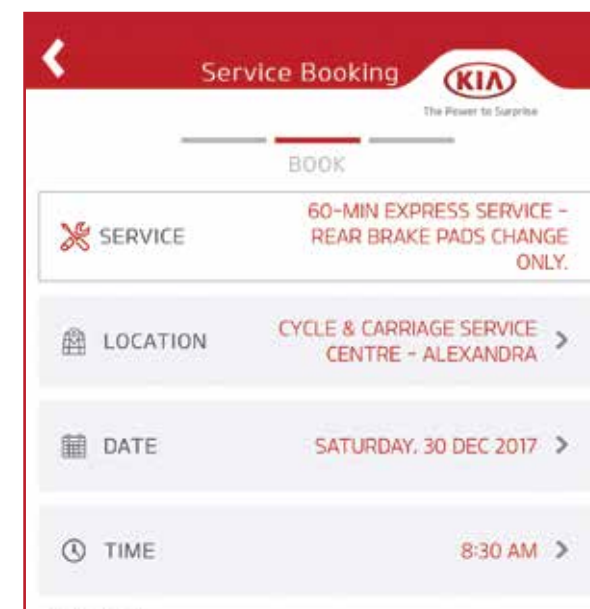 Service Booking
KIA
The Power to Surprise
BOOK
SERVICE
60-MIN EXPRESS SERVICE -
REAR BRAKE PADS CHANGE
ONLY.
LOCATION
CYCLE & CARRIAGE SERVICE
CENTRE - ALEXANDRA
DATE
SATURDAY, 30 DEC 2017
TIME
8:30 AM